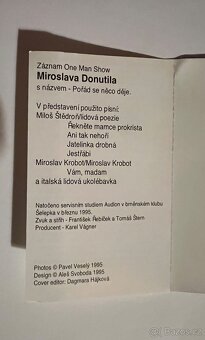 Záznam One Man Show
Miroslava Donutila
s názvem - Pořád se něco děje.
V představení použito písní:
Miloš Štědroň/lidová poezie
Řekněte mamce prokrista
Ani tak nehoří
Jatelinka drobná
Jestřábi
Miroslav Krobot/Miroslav Krobot
Vám, madam
a italská lidová ukolébavka
Natočeno servisním studiem Audion v brněnském klubu
Šelepka v březnu 1995.
Zvuk a střih - František Řebíček a Tomáš Štern
Producent - Karel Vágner
Photos © Pavel Veselý 1995
Design © Aleš Svoboda 1995
Cover editor: Dagmara Hájková